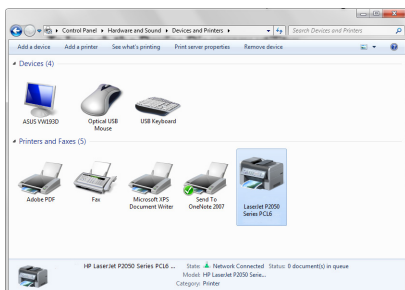 Control Panel ▸ Hardware and Sound ▸ Devices and Printers ▸
Search Devices and Printers
Add a device Add a printer See what's printing Print server properties Remove device
Devices (4)
ASUS VW193D
Optical USB
Mouse
USB Keyboard
Printers and Faxes (5)
Adobe PDF
Fax
Microsoft XPS
Document Writer
Send To
OneNote 2007
LaserJet P2050
Series PCL6
HP LaserJet P2050 Series PCL6 ...
State: Network Connected
Status: 0 document(s) in queue
Model: HP LaserJet P2050 Serie...
Category: Printer